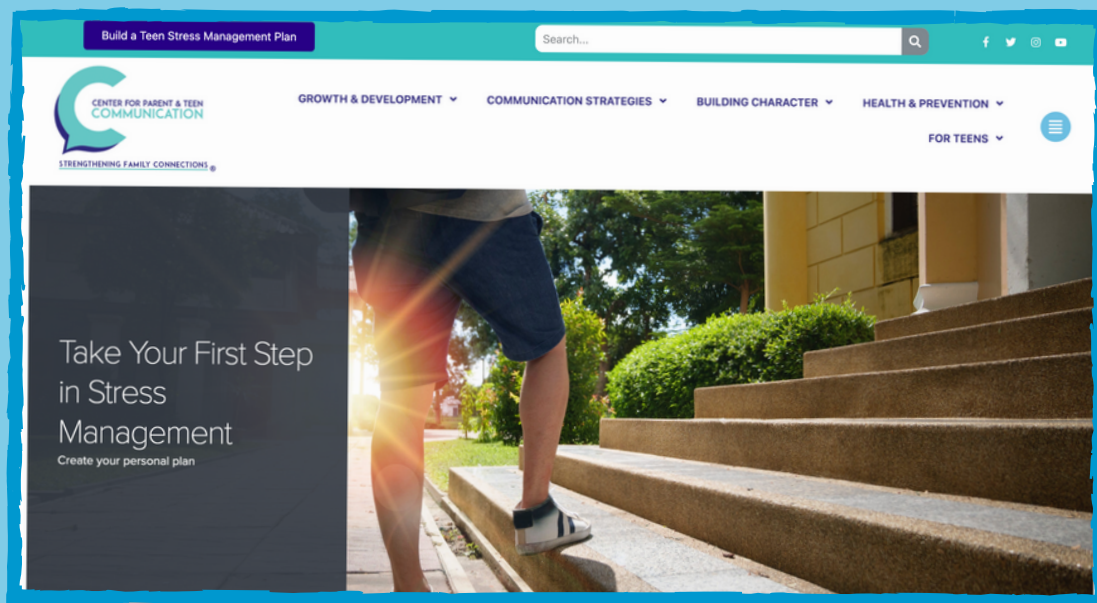 Build a Teen Stress Management Plan
Search...
CENTER FOR PARENT & TEEN
COMMUNICATION
STRENGTHENING FAMILY CONNECTIONS ®
GROWTH & DEVELOPMENT
COMMUNICATION STRATEGIES
BUILDING CHARACTER
HEALTH & PREVENTION
FOR TEENS
Take Your First Step
in Stress
Management
Create your personal plan